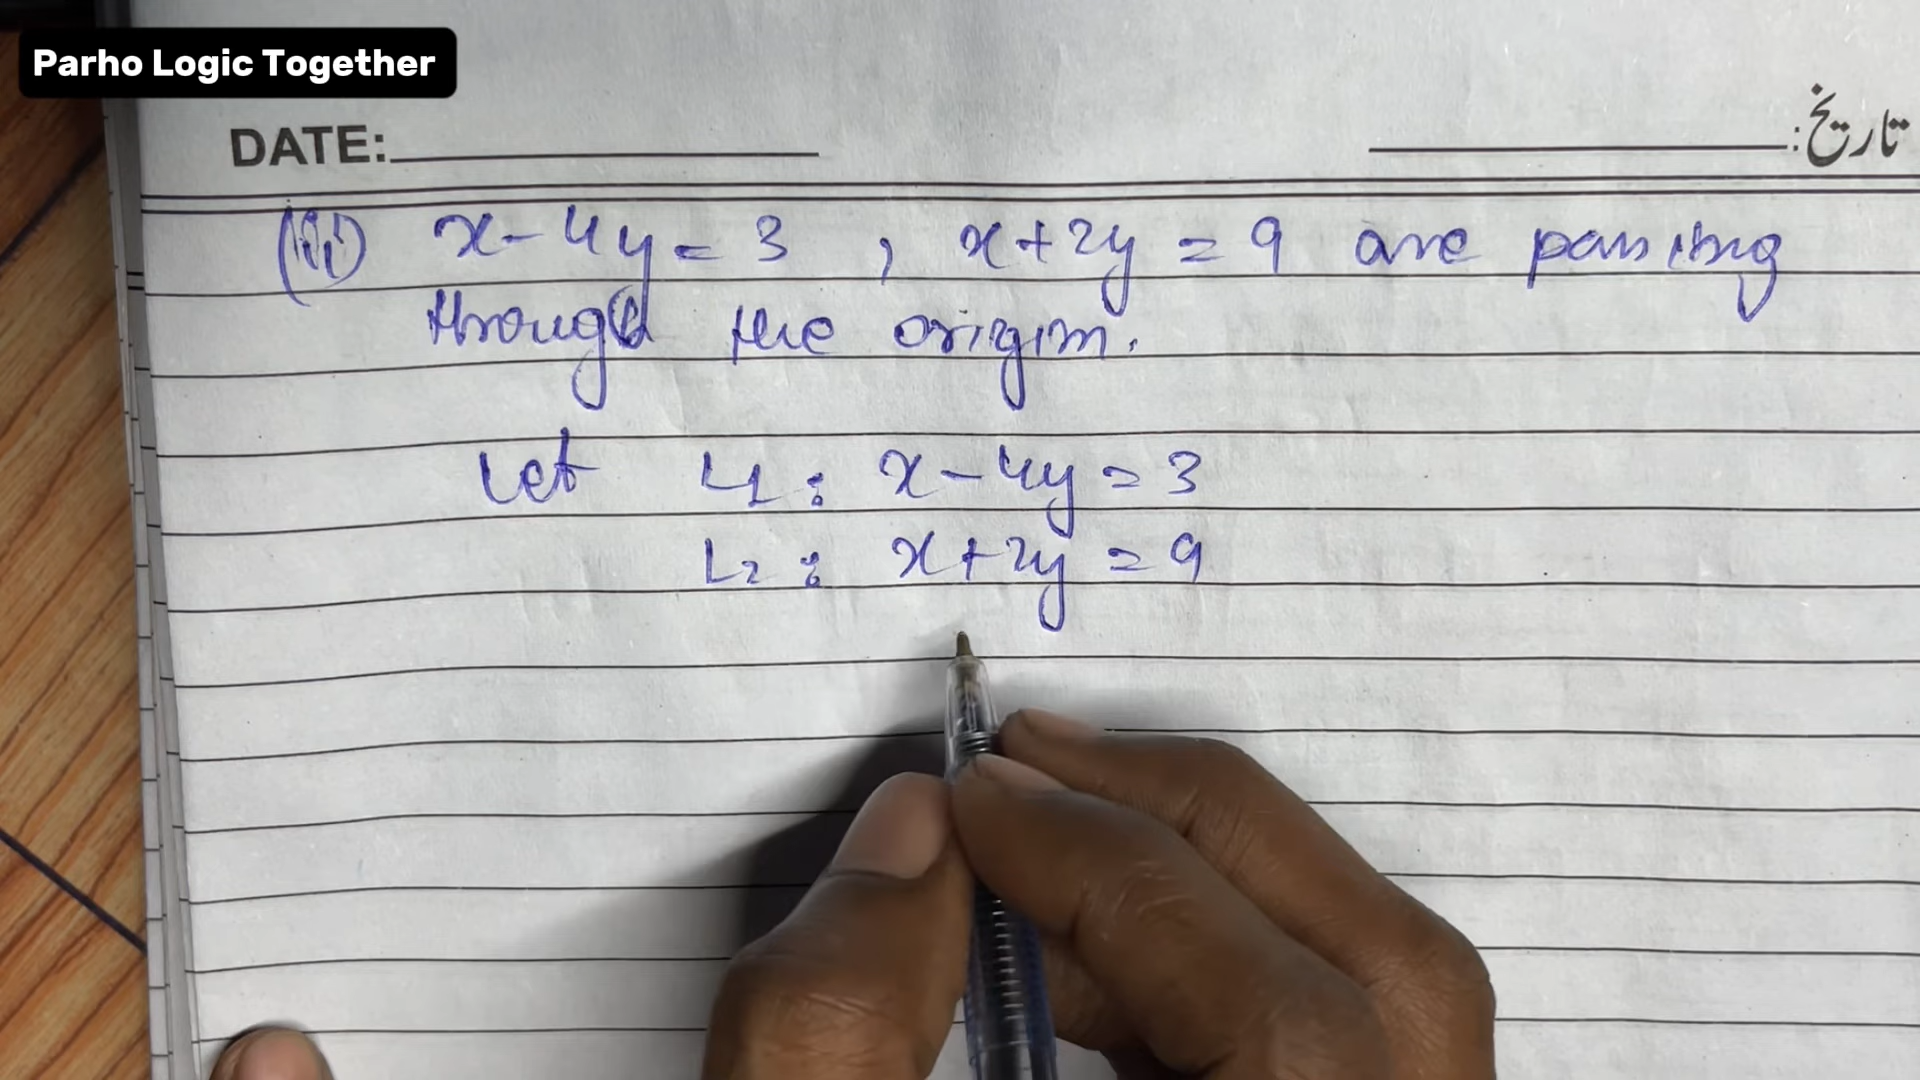 Parho Logic Together
DATE:
تاریخ:
(iii) x - 4y = 3 , x + 2y = 9 are passing
through the origin.
Let L1 : x - 4y = 3
L2 : x + 2y = 9